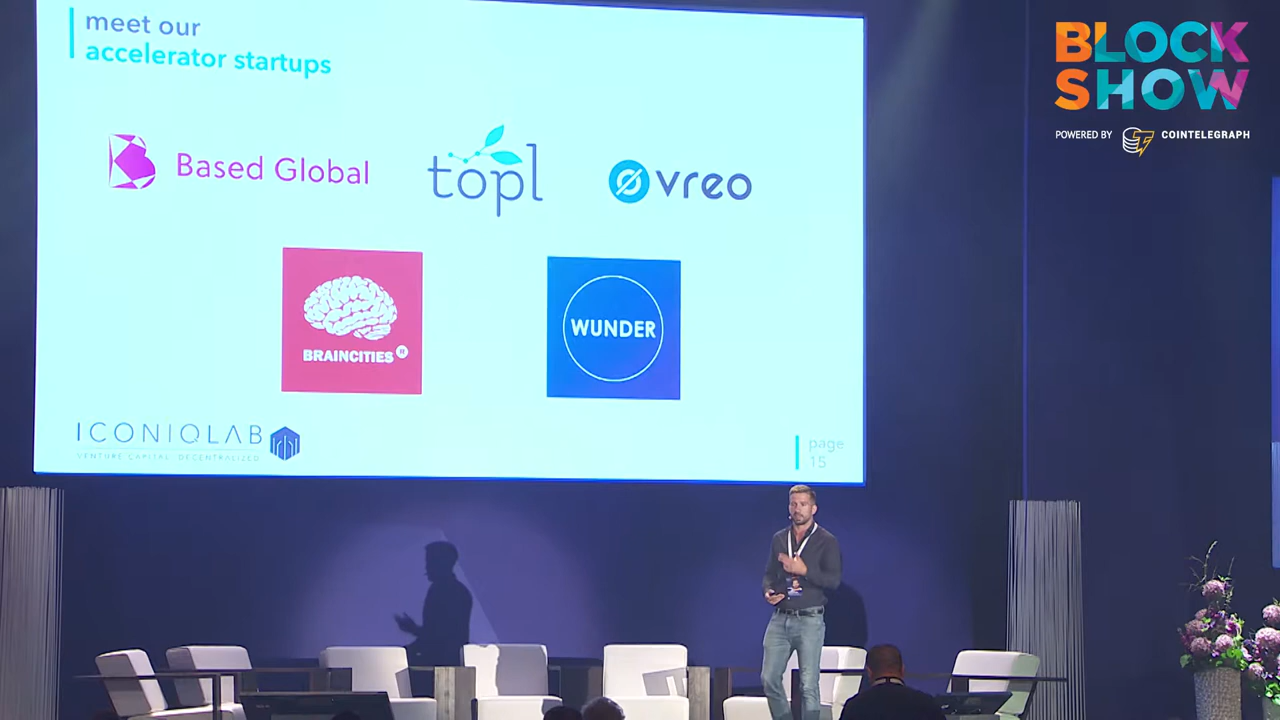 meet our
accelerator startups
BLOCK
SHOW
POWERED BY COINTELEGRAPH
Based Global
topl
vreo
BRAINCITIES
WUNDER
ICONIQLAB
VENTURE CAPITAL. DECENTRALIZED
page
15